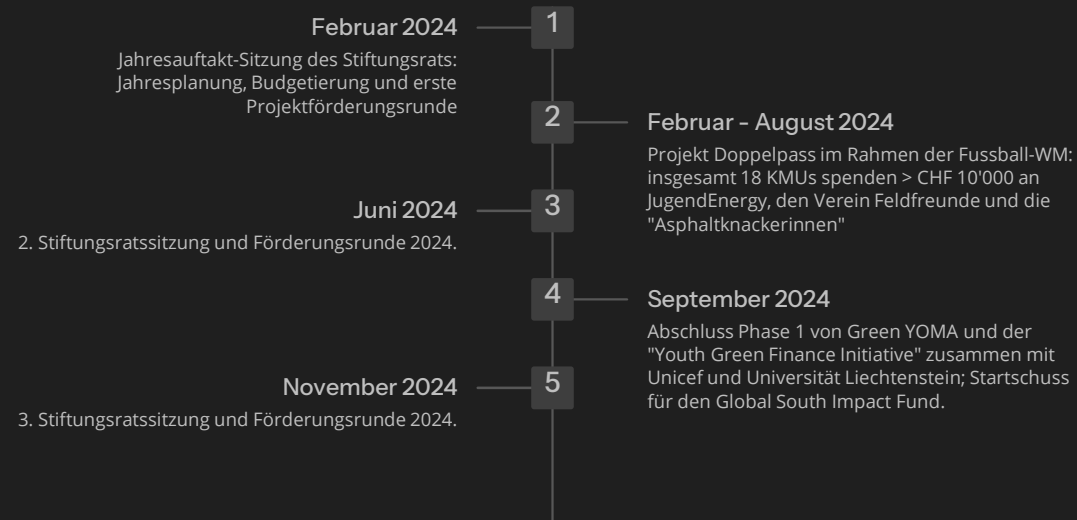 Februar 2024
1
Jahresauftakt-Sitzung des Stiftungsrats:
Jahresplanung, Budgetierung und erste
Projektförderungsrunde
2
Februar – August 2024
Projekt Doppelpass im Rahmen der Fussball-WM:
insgesamt 18 KMUs spenden > CHF 10'000 an
JugendEnergy, den Verein Feldfreunde und die
"Asphaltknackerinnen"
Juni 2024
3
2. Stiftungsratssitzung und Förderungsrunde 2024.
4
September 2024
Abschluss Phase 1 von Green YOMA und der
"Youth Green Finance Initiative" zusammen mit
Unicef und Universität Liechtenstein; Startschuss
für den Global South Impact Fund.
November 2024
5
3. Stiftungsratssitzung und Förderungsrunde 2024.